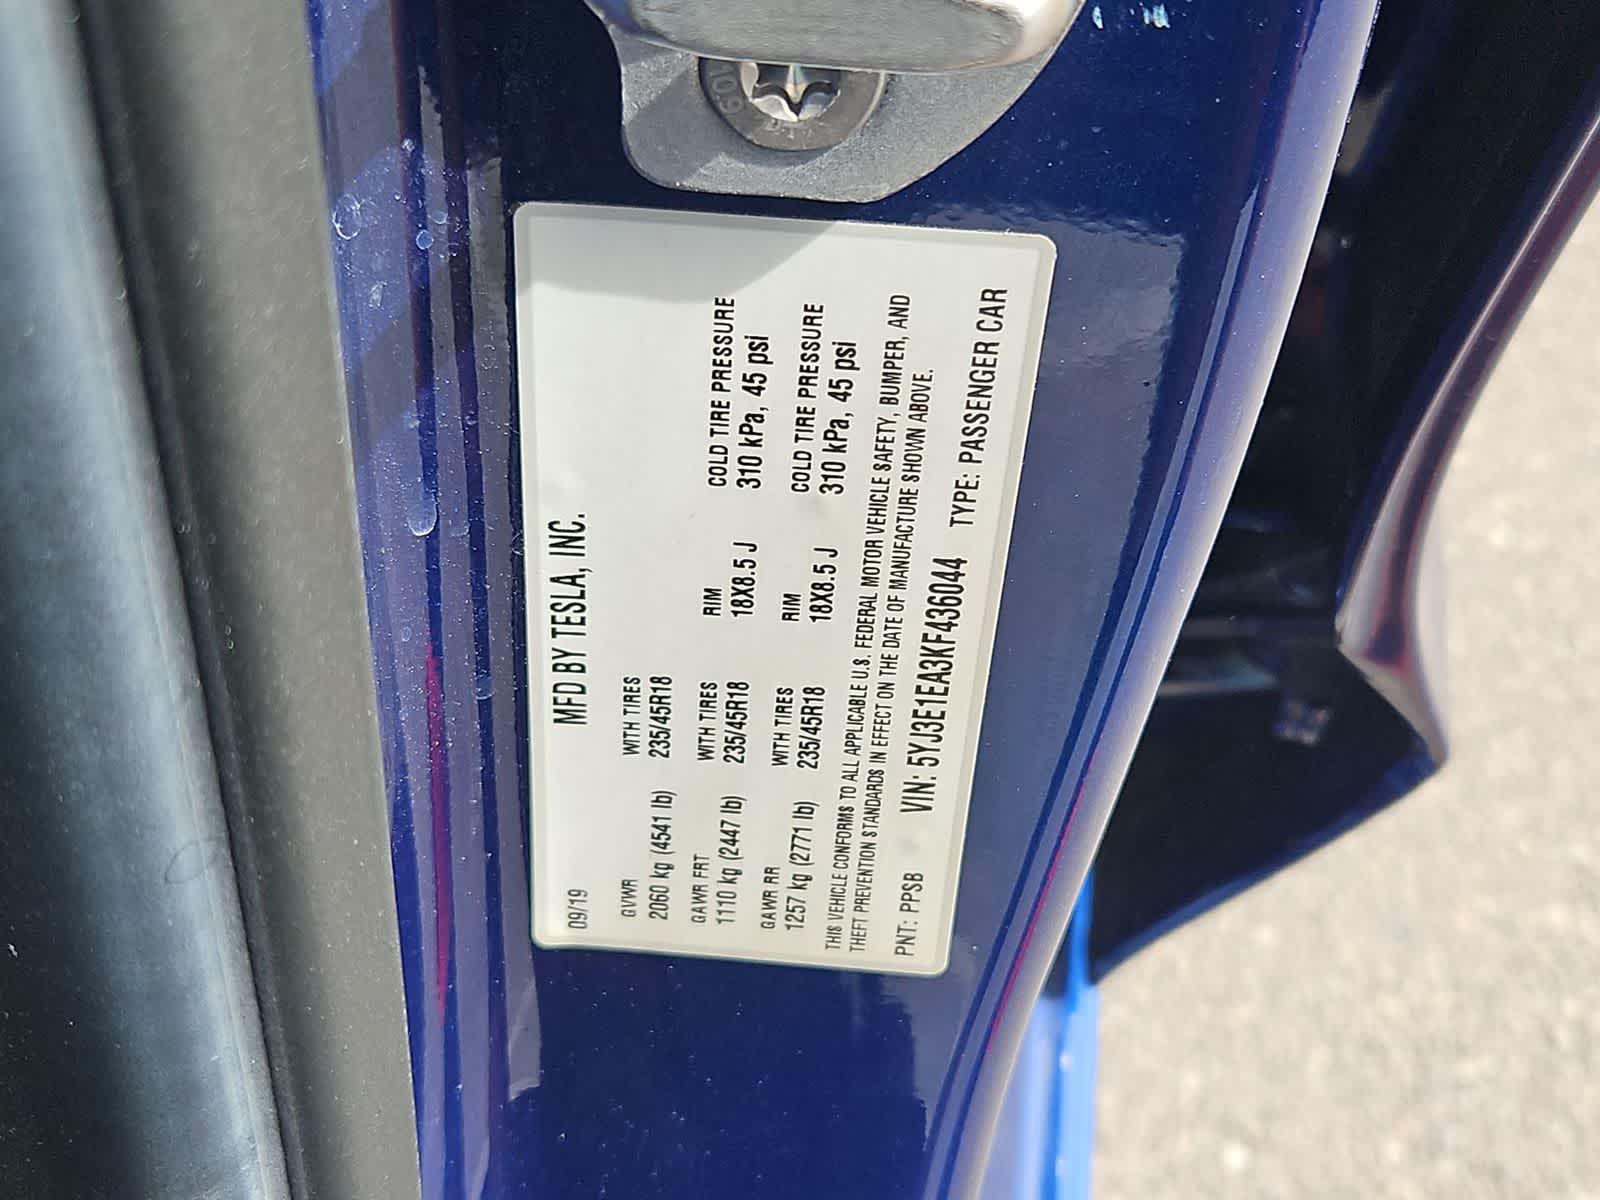 MFD BY TESLA, INC.
09/19
GVWR WITH TIRES
2060 kg (4541 lb) 235/45R18
GAWR FRT WITH TIRES RIM COLD TIRE PRESSURE
1110 kg (2447 lb) 235/45R18 18X8.5 J 310 kPa, 45 psi
GAWR RR WITH TIRES RIM COLD TIRE PRESSURE
1257 kg (2771 lb) 235/45R18 18X8.5 J 310 kPa, 45 psi
THIS VEHICLE CONFORMS TO ALL APPLICABLE U.S. FEDERAL MOTOR VEHICLE SAFETY, BUMPER, AND
THEFT PREVENTION STANDARDS IN EFFECT ON THE DATE OF MANUFACTURE SHOWN ABOVE.
PNT: PPSB VIN: 5YJ3E1EA3KF436044 TYPE: PASSENGER CAR